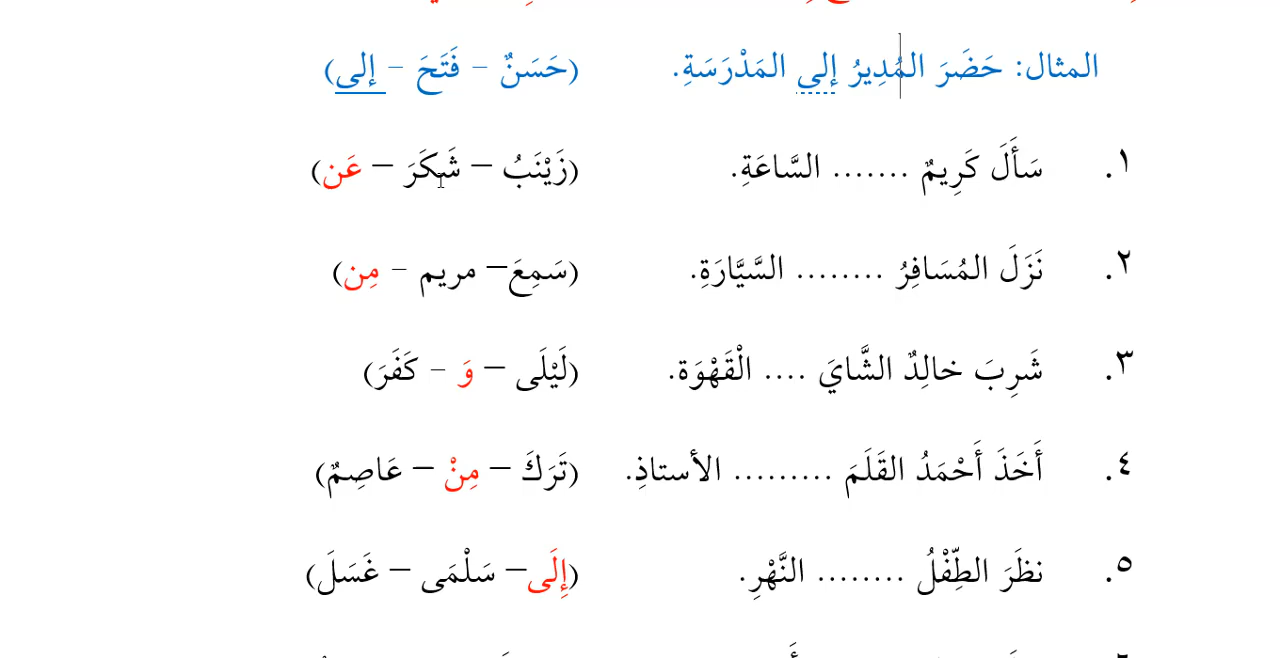 المثال: حَضَرَ المُدِيرُ إلى المَدْرَسَةِ. (حَسَنٌ – فَتَحَ – إلى)
١. سَأَلَ كَرِيمٌ ....... السَّاعَةِ. (زَيْنَبُ – شَكَرَ – عَن)
٢. نَزَلَ المُسَافِرُ ........ السَّيَّارَةِ. (سَمِعَ– مريم – مِن)
٣. شَرِبَ خالِدٌ الشَّايَ .... الْقَهْوَة. (لَيْلَى – وَ – كَفَرَ)
٤. أَخَذَ أَحْمَدُ القَلَمَ ......... الأستاذِ. (تَرَكَ – مِنْ – عَاصِمٌ)
٥. نظَرَ الطِّفْلُ ........ النَّهْرِ. (إِلَى– سَلْمَى – غَسَلَ)